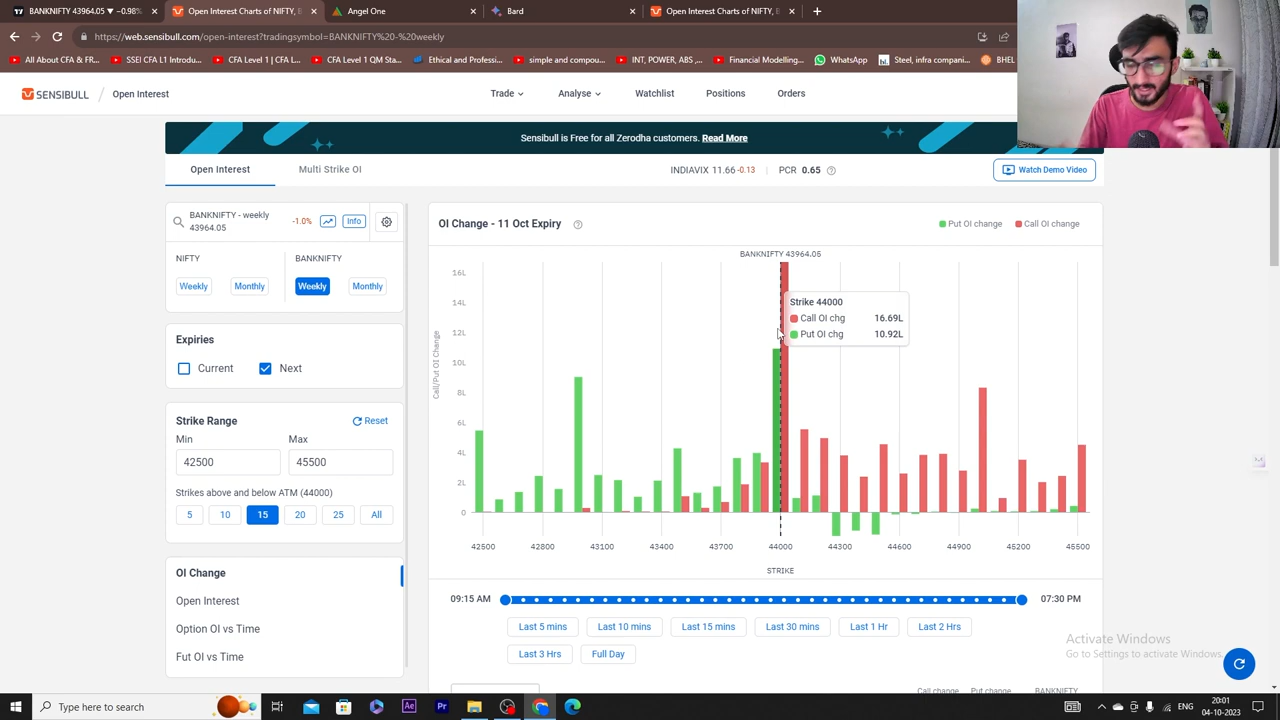 BANKNIFTY 43964.05 ▼ −0.98%
Open Interest charts of NIFTY, B
Angel One
Bard
Open Interest charts of NIFTY, B
https://web.sensibull.com/open-interest?tradingsymbol=BANKNIFTY%20-%20weekly
All About CFA & FR...
SSEI CFA L1 Introdu...
CFA Level 1 | CFA L...
CFA Level 1 QM Sta...
Ethical and Professi...
simple and compou...
INT, POWER, ABS ,...
Financial Modelling...
WhatsApp
Steel, infra compani...
BHEL
SENSIBULL
Open Interest
Trade
Analyse
Watchlist
Positions
Orders
Sensibull is Free for all Zerodha customers. Read More
Open Interest
Multi Strike OI
INDIAVIX 11.66 -0.13
PCR 0.65
Watch Demo Video
BANKNIFTY - weekly
43964.05
-1.0%
Info
NIFTY
BANKNIFTY
Weekly
Monthly
Weekly
Monthly
Expiries
Current
Next
Strike Range
Reset
Min
Max
42500
45500
Strikes above and below ATM (44000)
5
10
15
20
25
All
OI Change
Open Interest
Option OI vs Time
Fut OI vs Time
OI Change - 11 Oct Expiry
Put OI change
Call OI change
BANKNIFTY 43964.05
16L
14L
12L
10L
8L
6L
4L
2L
0
Call/Put OI Change
Strike 44000
Call OI chg 16.69L
Put OI chg 10.92L
42500
42800
43100
43400
43700
44000
44300
44600
44900
45200
45500
STRIKE
09:15 AM
07:30 PM
Last 5 mins
Last 10 mins
Last 15 mins
Last 30 mins
Last 1 Hr
Last 2 Hrs
Last 3 Hrs
Full Day
Call change
Put change
BANKNIFTY
Activate Windows
Go to Settings to activate Windows.
Type here to search
ENG
20:01
04-10-2023